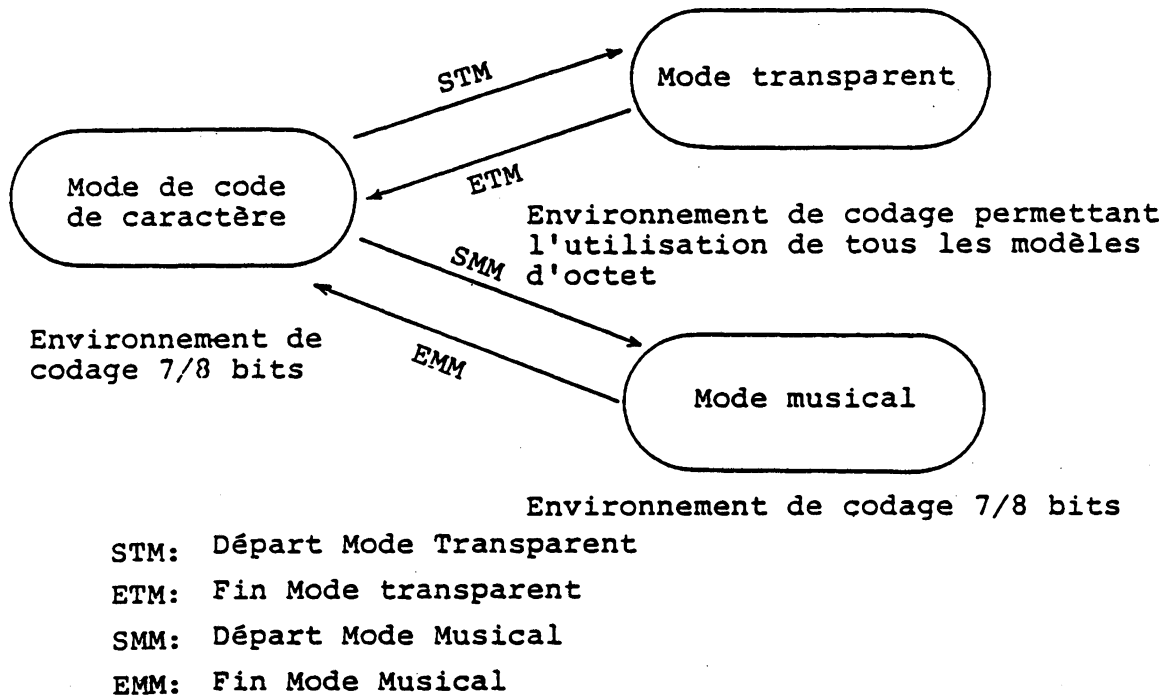 STM
Mode transparent
ETM
Mode de code
de caractère
Environnement de codage permettant
l'utilisation de tous les modèles
d'octet
SMM
EMM
Environnement de
codage 7/8 bits
Mode musical
Environnement de codage 7/8 bits
STM: Départ Mode Transparent
ETM: Fin Mode transparent
SMM: Départ Mode Musical
EMM: Fin Mode Musical